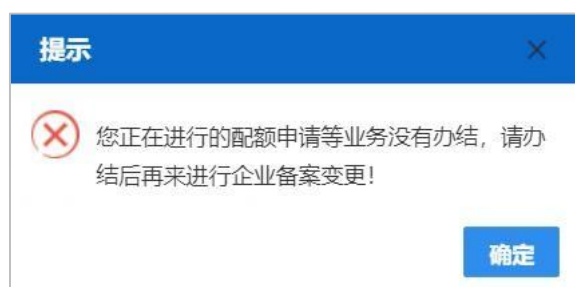 提示
您正在进行的配额申请等业务没有办结，请办
结后再来进行企业备案变更！
确定